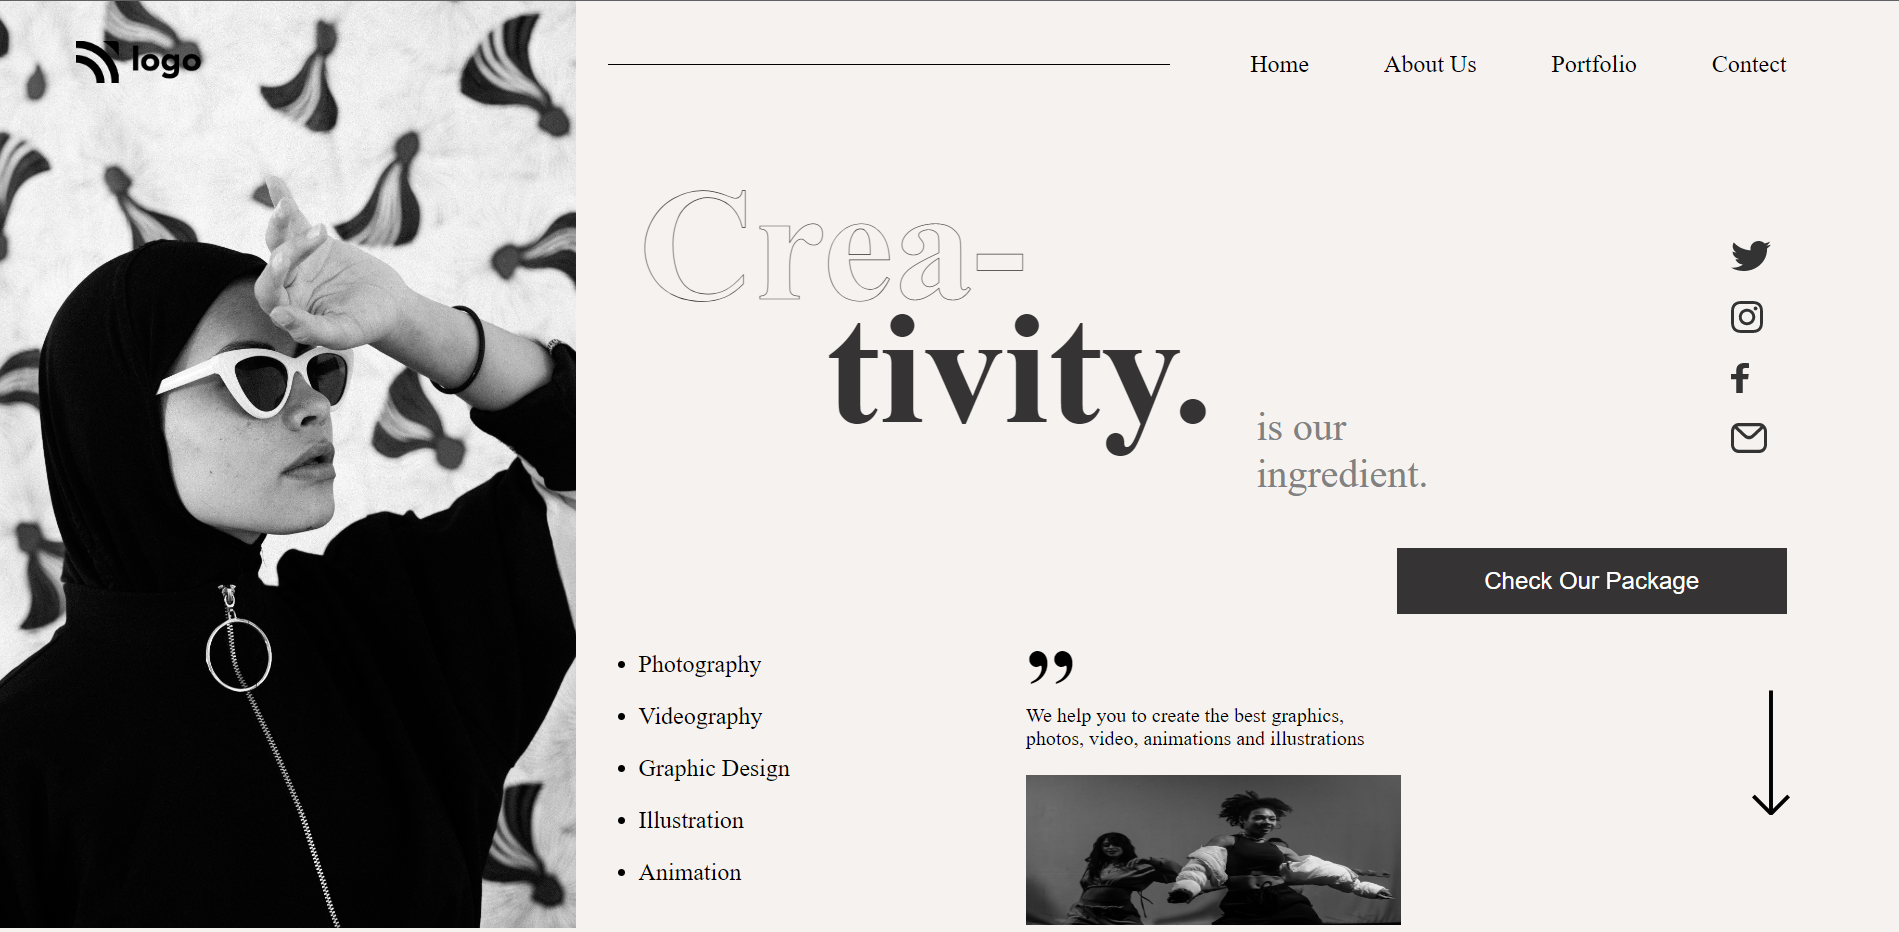 logo
Home
About Us
Portfolio
Contect
Crea-
tivity.
is our
ingredient.
Check Our Package
• Photography
• Videography
• Graphic Design
• Illustration
• Animation
”
We help you to create the best graphics,
photos, video, animations and illustrations